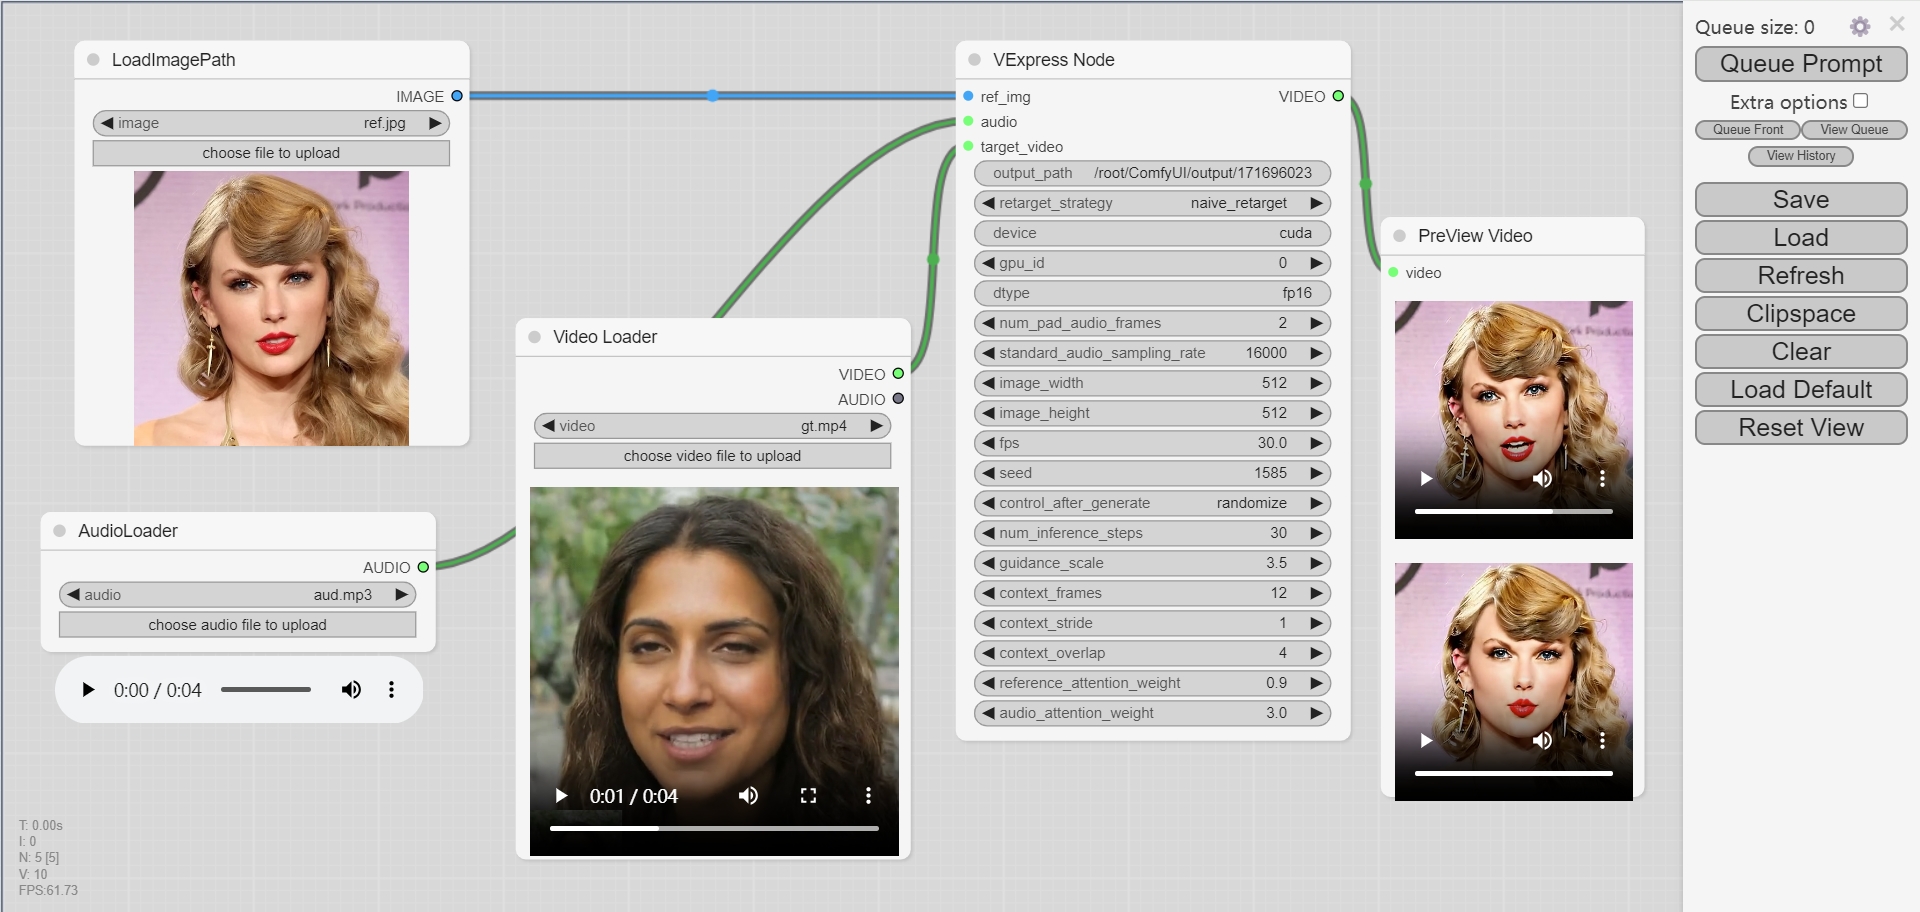 LoadImagePath
IMAGE
image ref.jpg
choose file to upload
rk Productio
AudioLoader
AUDIO
audio aud.mp3
choose audio file to upload
0:00 / 0:04
Video Loader
VIDEO
AUDIO
video gt.mp4
choose video file to upload
0:01 / 0:04
VExpress Node
ref_img VIDEO
audio
target_video
output_path /root/ComfyUI/output/171696023
retarget_strategy naive_retarget
device cuda
gpu_id 0
dtype fp16
num_pad_audio_frames 2
standard_audio_sampling_rate 16000
image_width 512
image_height 512
fps 30.0
seed 1585
control_after_generate randomize
num_inference_steps 30
guidance_scale 3.5
context_frames 12
context_stride 1
context_overlap 4
reference_attention_weight 0.9
audio_attention_weight 3.0
PreView Video
video
Queue size: 0
Queue Prompt
Extra options
Queue Front View Queue
View History
Save
Load
Refresh
Clipspace
Clear
Load Default
Reset View
T: 0.00s
I: 0
N: 5 [5]
V: 10
FPS:61.73